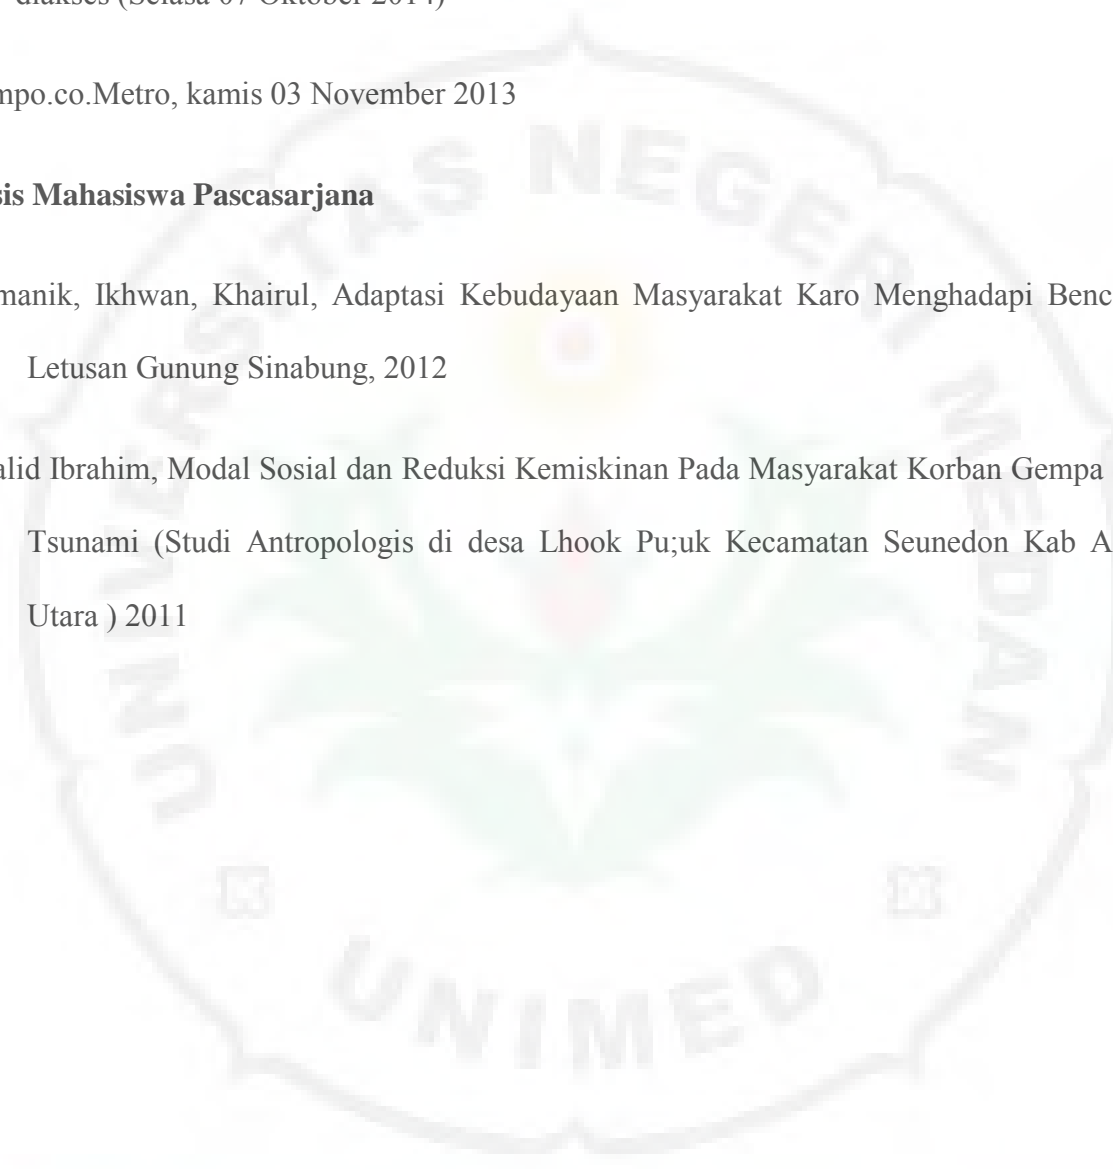 diakses (Selasa 07 Oktober 2014)
mpo.co.Metro, kamis 03 November 2013
sis Mahasiswa Pascasarjana
manik, Ikhwan, Khairul, Adaptasi Kebudayaan Masyarakat Karo Menghadapi Benc
Letusan Gunung Sinabung, 2012
alid Ibrahim, Modal Sosial dan Reduksi Kemiskinan Pada Masyarakat Korban Gempa
Tsunami (Studi Antropologis di desa Lhook Pu;uk Kecamatan Seunedon Kab A
Utara ) 2011
UNIVERSITAS NEGERI MEDAN
UNIMED